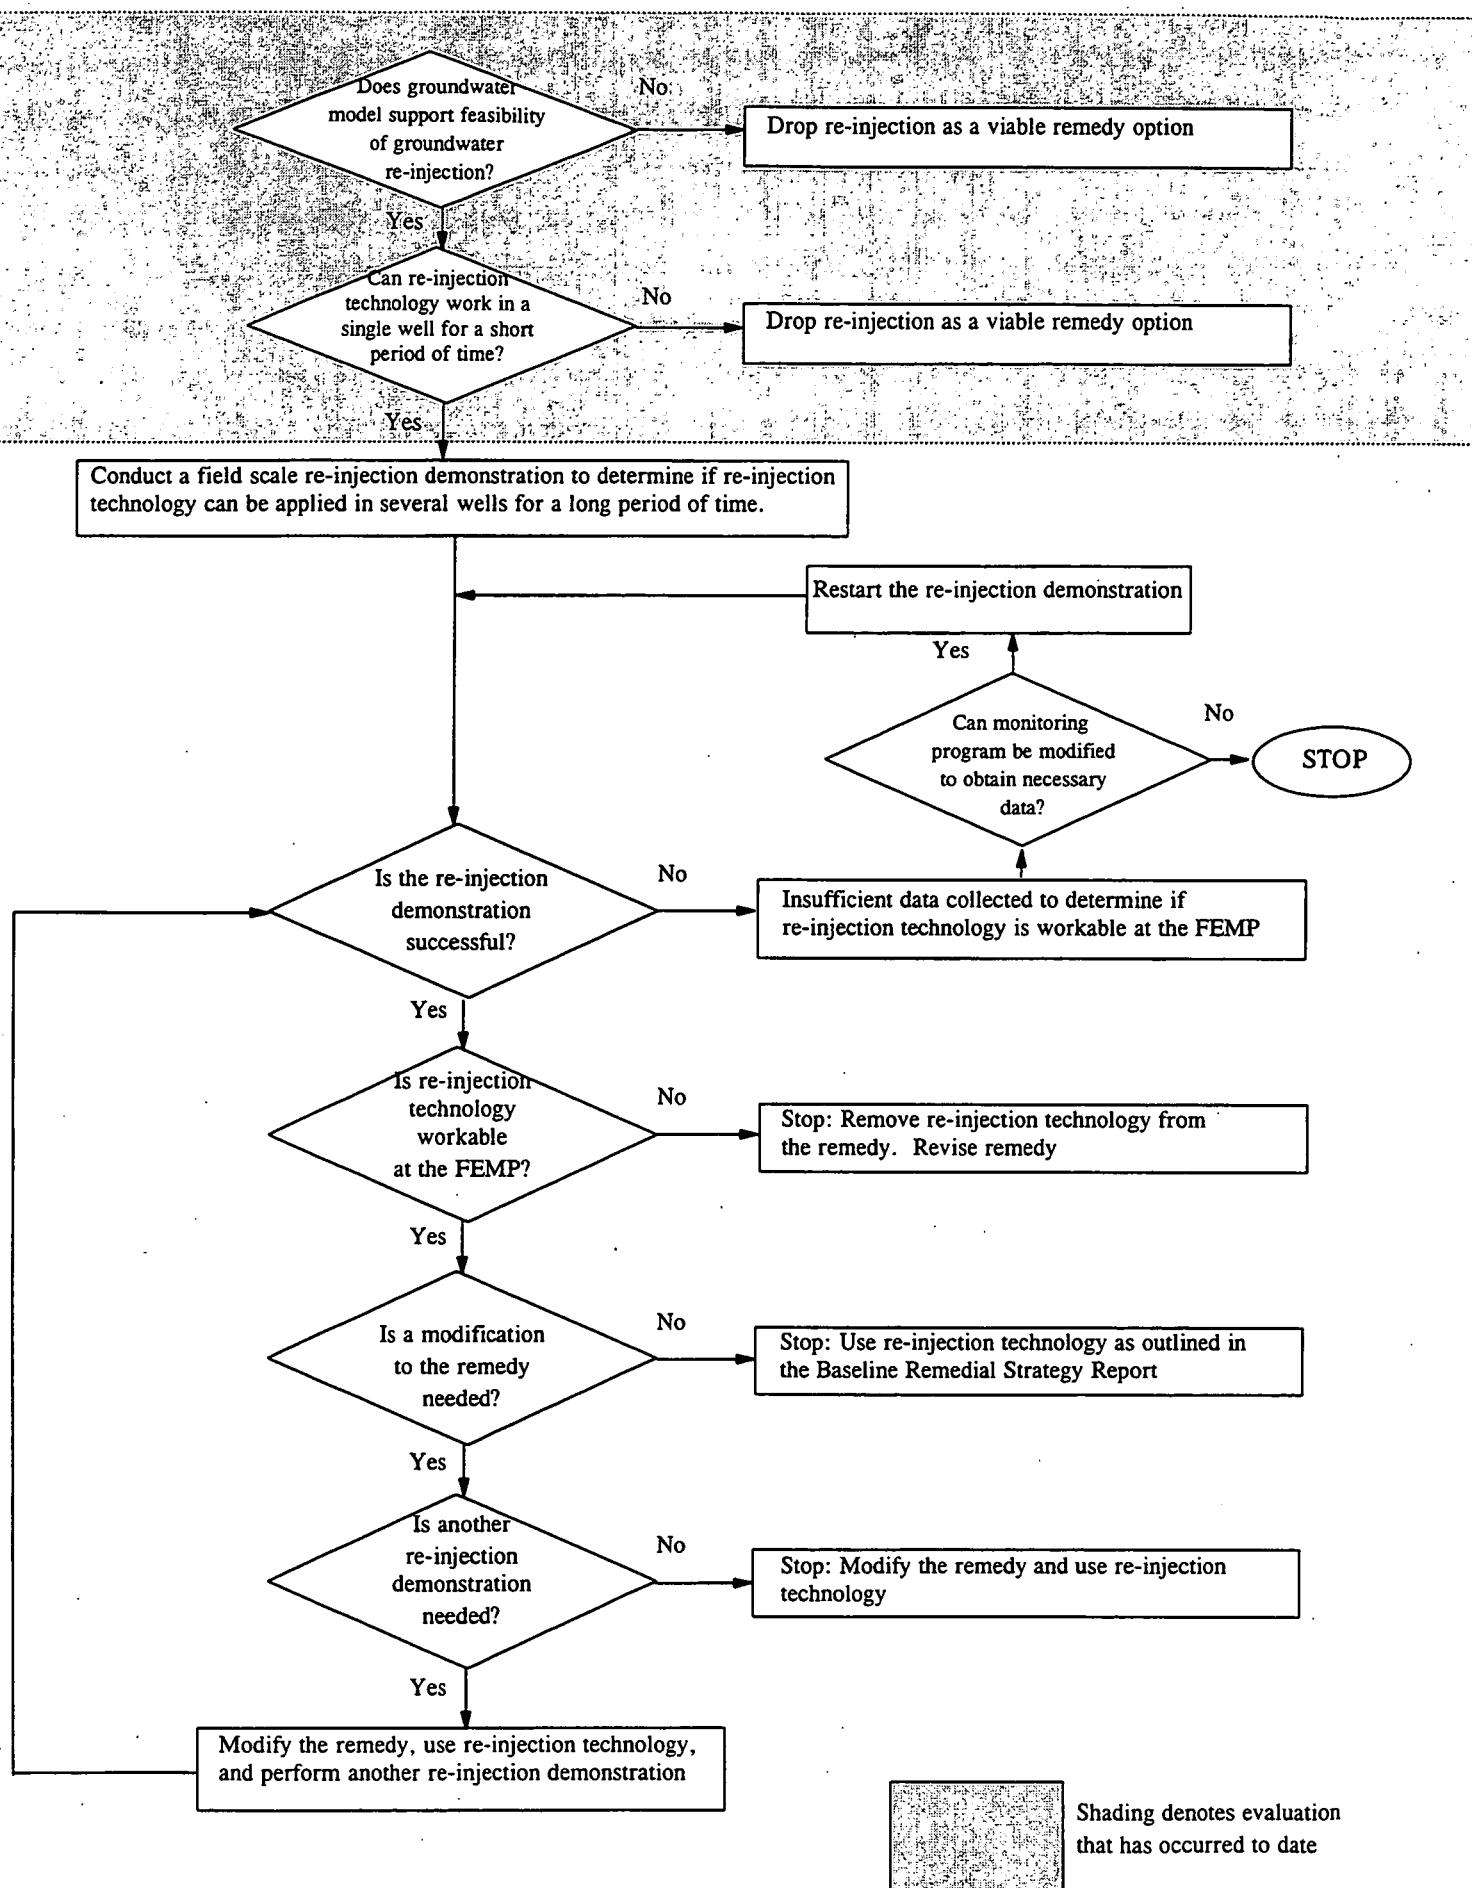 Does groundwater
model support feasibility
of groundwater
re-injection?
No
Drop re-injection as a viable remedy option
Yes
Can re-injection
technology work in a
single well for a short
period of time?
No
Drop re-injection as a viable remedy option
Yes
Conduct a field scale re-injection demonstration to determine if re-injection
technology can be applied in several wells for a long period of time.
Restart the re-injection demonstration
Yes
Can monitoring
program be modified
to obtain necessary
data?
No
STOP
Is the re-injection
demonstration
successful?
No
Insufficient data collected to determine if
re-injection technology is workable at the FEMP
Yes
Is re-injection
technology
workable
at the FEMP?
No
Stop: Remove re-injection technology from
the remedy. Revise remedy
Yes
Is a modification
to the remedy
needed?
No
Stop: Use re-injection technology as outlined in
the Baseline Remedial Strategy Report
Yes
Is another
re-injection
demonstration
needed?
No
Stop: Modify the remedy and use re-injection
technology
Yes
Modify the remedy, use re-injection technology,
and perform another re-injection demonstration
Shading denotes evaluation
that has occurred to date